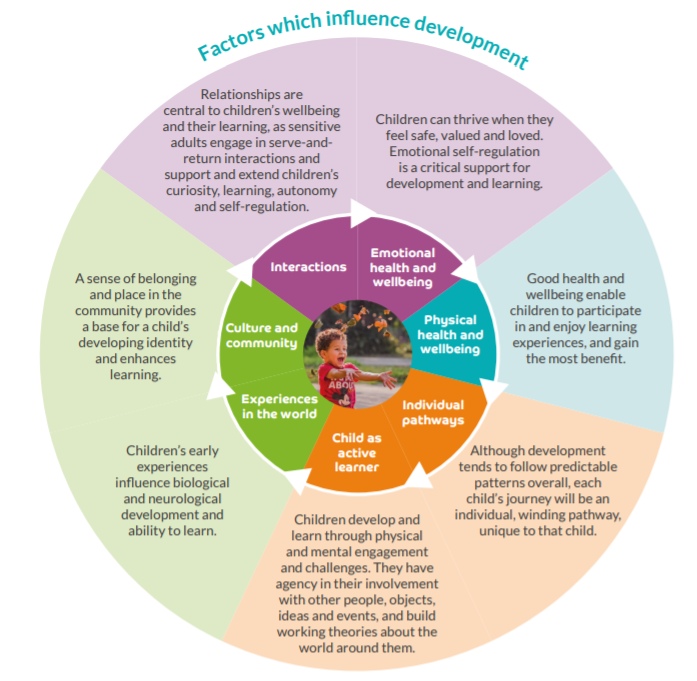 Factors which influence development
Relationships are
central to children's wellbeing
and their learning, as sensitive
adults engage in serve-and-
return interactions and
support and extend children's
curiosity, learning, autonomy
and self-regulation.
Children can thrive when they
feel safe, valued and loved.
Emotional self-regulation
is a critical support for
development and learning.
Interactions
Emotional
health and
wellbeing
A sense of belonging
and place in the
community provides
a base for a child's
developing identity
and enhances
learning.
Culture and
community
Physical
health and
wellbeing
Good health and
wellbeing enable
children to participate
in and enjoy learning
experiences, and gain
the most benefit.
Experiences
in the world
Child as
active
learner
Individual
pathways
Children's early
experiences
influence biological
and neurological
development and
ability to learn.
Although development
tends to follow predictable
patterns overall, each
child's journey will be an
individual, winding pathway,
unique to that child.
Children develop and
learn through physical
and mental engagement
and challenges. They have
agency in their involvement
with other people, objects,
ideas and events, and build
working theories about the
world around them.